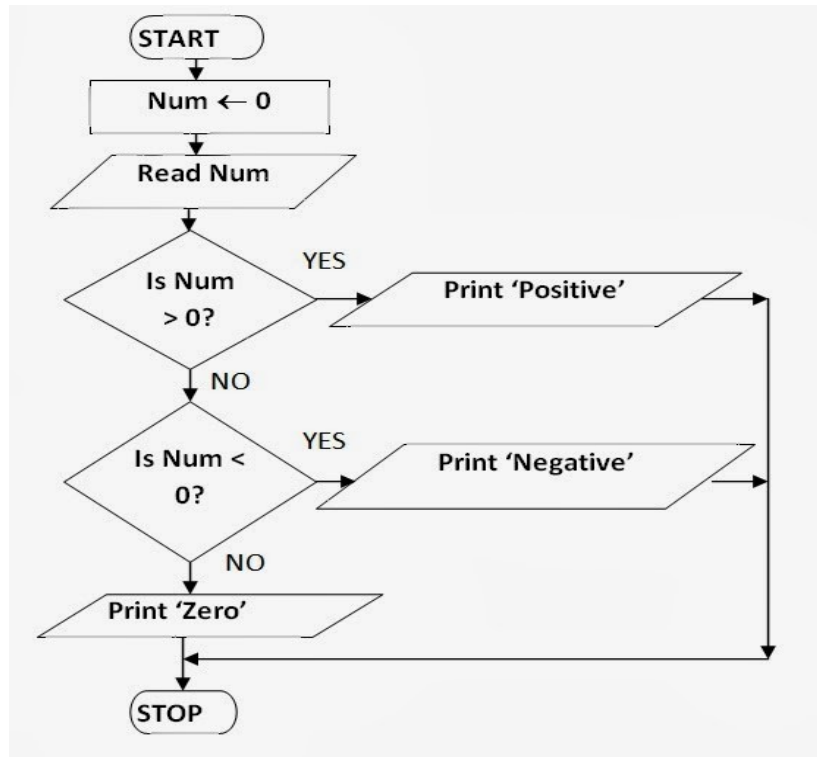 START
Num ← 0
Read Num
Is Num
> 0?
YES
Print ‘Positive’
NO
Is Num <
0?
YES
Print ‘Negative’
NO
Print ‘Zero’
STOP